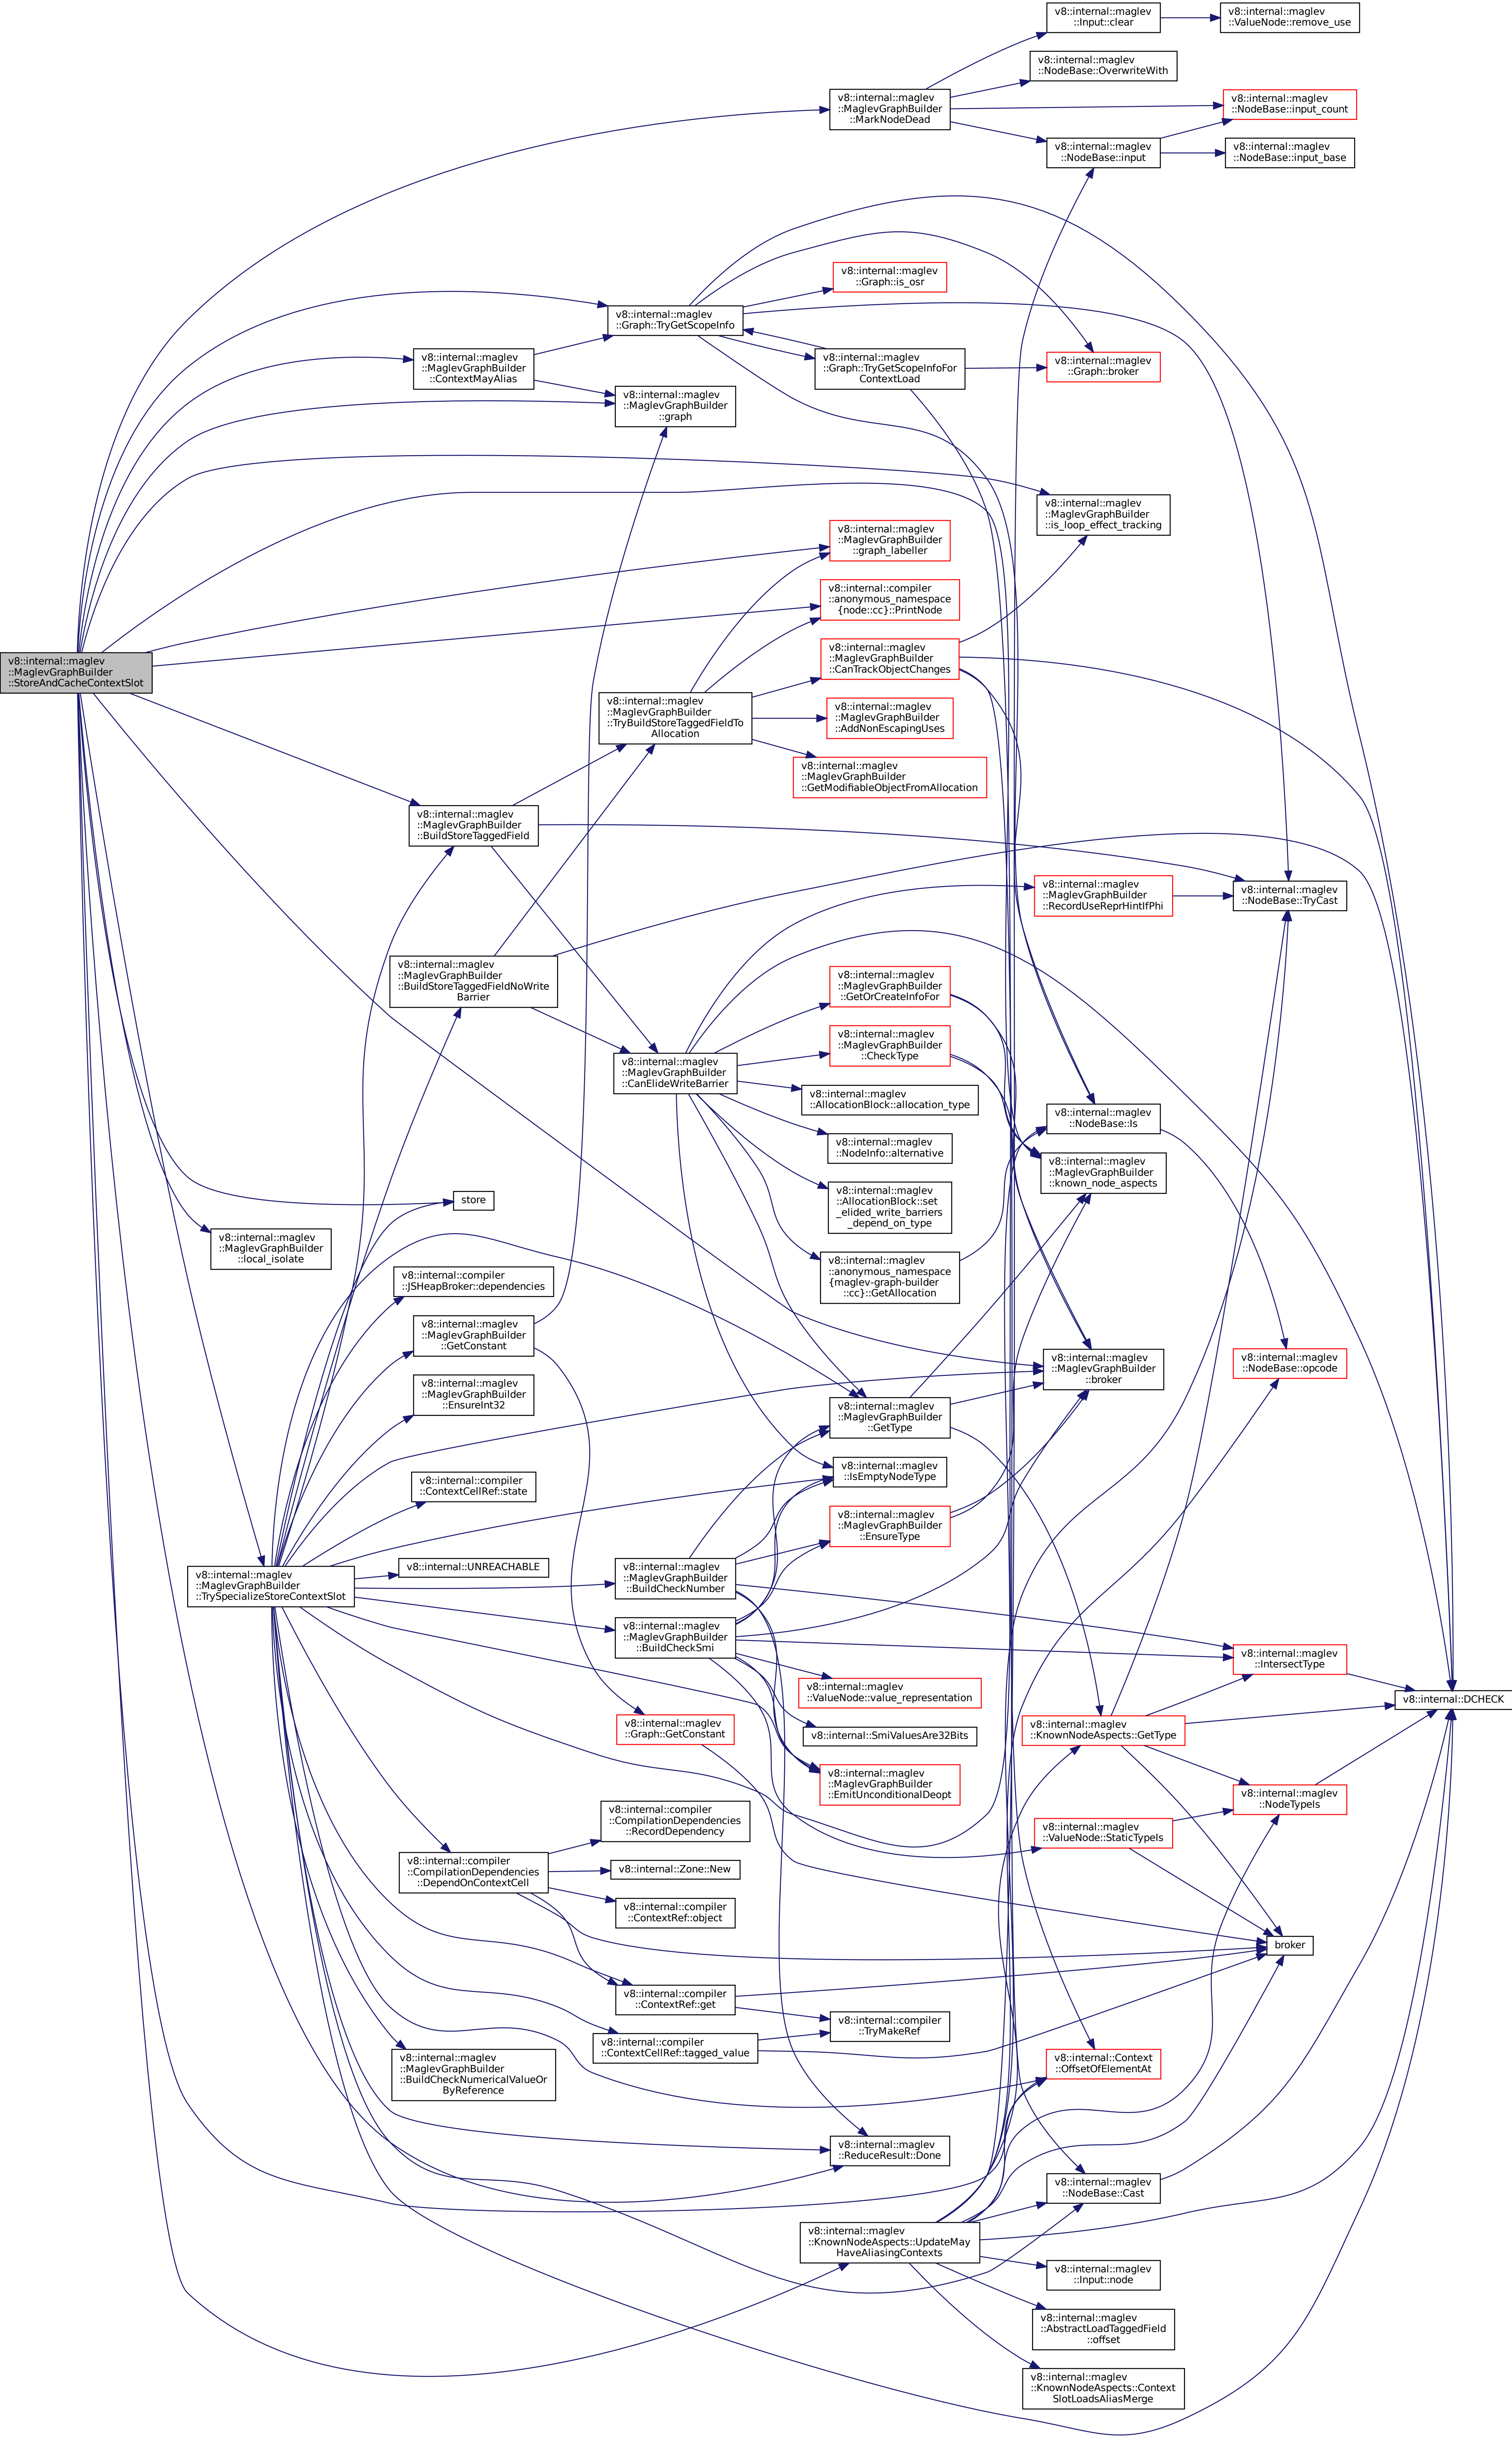 v8::internal::maglev
::Input::clear
v8::internal::maglev
::ValueNode::remove_use
v8::internal::maglev
::NodeBase::OverwriteWith
v8::internal::maglev
::MaglevGraphBuilder
::MarkNodeDead
v8::internal::maglev
::NodeBase::input_count
v8::internal::maglev
::NodeBase::input
v8::internal::maglev
::NodeBase::input_base
v8::internal::maglev
::Graph::is_osr
v8::internal::maglev
::Graph::TryGetScopeInfo
v8::internal::maglev
::MaglevGraphBuilder
::ContextMayAlias
v8::internal::maglev
::Graph::TryGetScopeInfoFor
ContextLoad
v8::internal::maglev
::Graph::broker
v8::internal::maglev
::MaglevGraphBuilder
::graph
v8::internal::maglev
::MaglevGraphBuilder
::is_loop_effect_tracking
v8::internal::maglev
::MaglevGraphBuilder
::graph_labeller
v8::internal::compiler
::anonymous_namespace
{node::cc}::PrintNode
v8::internal::maglev
::MaglevGraphBuilder
::StoreAndCacheContextSlot
v8::internal::maglev
::MaglevGraphBuilder
::CanTrackObjectChanges
v8::internal::maglev
::MaglevGraphBuilder
::TryBuildStoreTaggedFieldTo
Allocation
v8::internal::maglev
::MaglevGraphBuilder
::AddNonEscapingUses
v8::internal::maglev
::MaglevGraphBuilder
::GetModifiableObjectFromAllocation
v8::internal::maglev
::MaglevGraphBuilder
::BuildStoreTaggedField
v8::internal::maglev
::MaglevGraphBuilder
::RecordUseReprHintIfPhi
v8::internal::maglev
::NodeBase::TryCast
v8::internal::maglev
::MaglevGraphBuilder
::BuildStoreTaggedFieldNoWrite
Barrier
v8::internal::maglev
::MaglevGraphBuilder
::GetOrCreateInfoFor
v8::internal::maglev
::MaglevGraphBuilder
::CheckType
v8::internal::maglev
::MaglevGraphBuilder
::CanElideWriteBarrier
v8::internal::maglev
::AllocationBlock::allocation_type
v8::internal::maglev
::NodeBase::Is
v8::internal::maglev
::NodeInfo::alternative
v8::internal::maglev
::MaglevGraphBuilder
::known_node_aspects
v8::internal::maglev
::AllocationBlock::set
_elided_write_barriers
_depend_on_type
store
v8::internal::maglev
::MaglevGraphBuilder
::local_isolate
v8::internal::maglev
::anonymous_namespace
{maglev-graph-builder
::cc}::GetAllocation
v8::internal::compiler
::JSHeapBroker::dependencies
v8::internal::maglev
::MaglevGraphBuilder
::GetConstant
v8::internal::maglev
::MaglevGraphBuilder
::broker
v8::internal::maglev
::NodeBase::opcode
v8::internal::maglev
::MaglevGraphBuilder
::EnsureInt32
v8::internal::maglev
::MaglevGraphBuilder
::GetType
v8::internal::maglev
::IsEmptyNodeType
v8::internal::compiler
::ContextCellRef::state
v8::internal::maglev
::MaglevGraphBuilder
::EnsureType
v8::internal::UNREACHABLE
v8::internal::maglev
::MaglevGraphBuilder
::TrySpecializeStoreContextSlot
v8::internal::maglev
::MaglevGraphBuilder
::BuildCheckNumber
v8::internal::maglev
::MaglevGraphBuilder
::BuildCheckSmi
v8::internal::maglev
::IntersectType
v8::internal::maglev
::ValueNode::value_representation
v8::internal::DCHECK
v8::internal::maglev
::Graph::GetConstant
v8::internal::SmiValuesAre32Bits
v8::internal::maglev
::KnownNodeAspects::GetType
v8::internal::maglev
::MaglevGraphBuilder
::EmitUnconditionalDeopt
v8::internal::maglev
::NodeTypeIs
v8::internal::compiler
::CompilationDependencies
::RecordDependency
v8::internal::maglev
::ValueNode::StaticTypeIs
v8::internal::compiler
::CompilationDependencies
::DependOnContextCell
v8::internal::Zone::New
v8::internal::compiler
::ContextRef::object
broker
v8::internal::compiler
::ContextRef::get
v8::internal::compiler
::TryMakeRef
v8::internal::compiler
::ContextCellRef::tagged_value
v8::internal::maglev
::MaglevGraphBuilder
::BuildCheckNumericalValueOr
ByReference
v8::internal::Context
::OffsetOfElementAt
v8::internal::maglev
::ReduceResult::Done
v8::internal::maglev
::NodeBase::Cast
v8::internal::maglev
::KnownNodeAspects::UpdateMay
HaveAliasingContexts
v8::internal::maglev
::Input::node
v8::internal::maglev
::AbstractLoadTaggedField
::offset
v8::internal::maglev
::KnownNodeAspects::Context
SlotLoadsAliasMerge